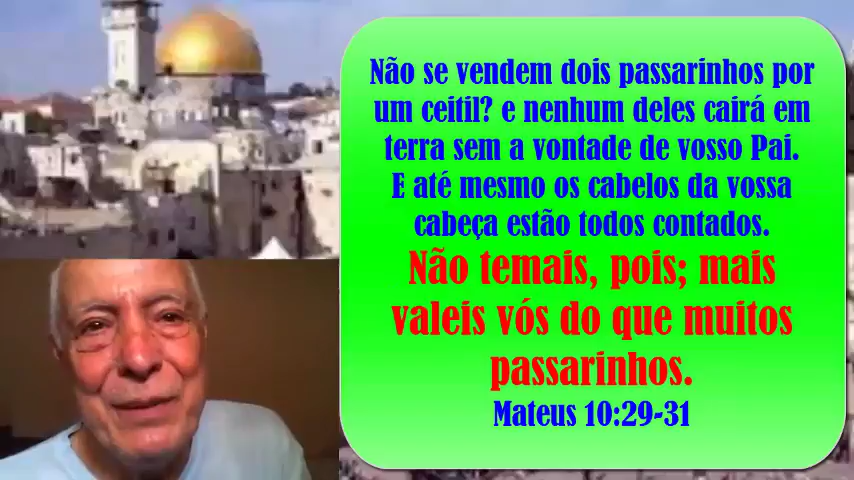 Não se vendem dois passarinhos por
um ceitil? e nenhum deles cairá em
terra sem a vontade de vosso Pai.
E até mesmo os cabelos da vossa
cabeça estão todos contados.
Não temais, pois; mais
valeis vós do que muitos
passarinhos.
Mateus 10:29-31